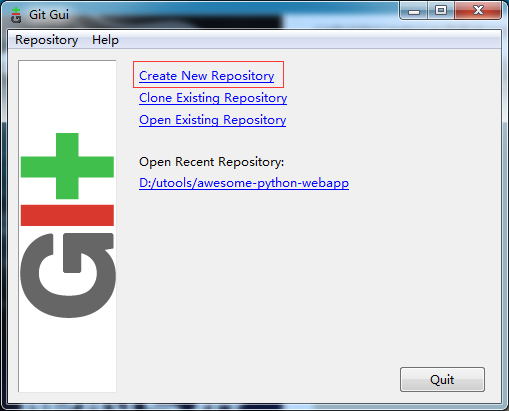 Git Gui
Repository Help
Create New Repository
Clone Existing Repository
Open Existing Repository
Open Recent Repository:
D:/utools/awesome-python-webapp
GIt
Quit